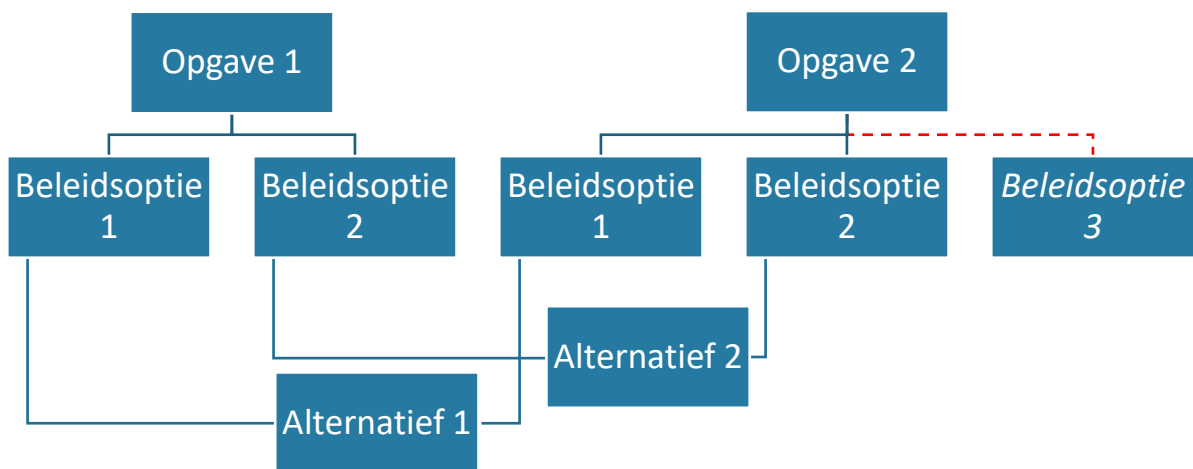 Opgave 1
Opgave 2
Beleidsoptie
1
Beleidsoptie
2
Beleidsoptie
1
Beleidsoptie
2
Beleidsoptie
3
Alternatief 2
Alternatief 1